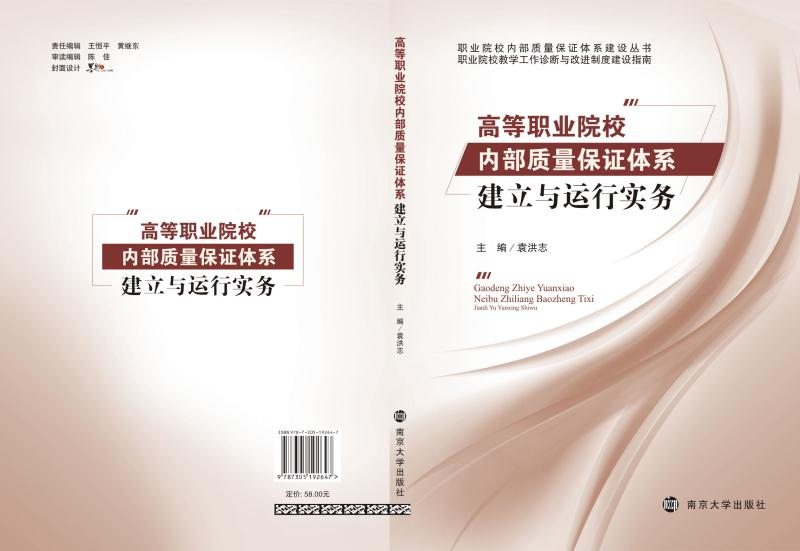 责任编辑 王恒平 黄继东
审读编辑 陈佳
封面设计
高等职业院校
内部质量保证体系
建立与运行实务
ISBN 978-7-305-19264-7
9 787305 192647 >
定价: 58.00元
高等职业院校内部质量保证体系 建立与运行实务
主编/袁洪志
南京大学出版社
职业院校内部质量保证体系建设丛书
职业院校教学工作诊断与改进制度建设指南
高等职业院校
内部质量保证体系
建立与运行实务
主 编/袁洪志
Gaodeng Zhiye Yuanxiao
Neibu Zhiliang Baozheng Tixi
Jianli Yu Yunxing Shiwu
南京大学出版社